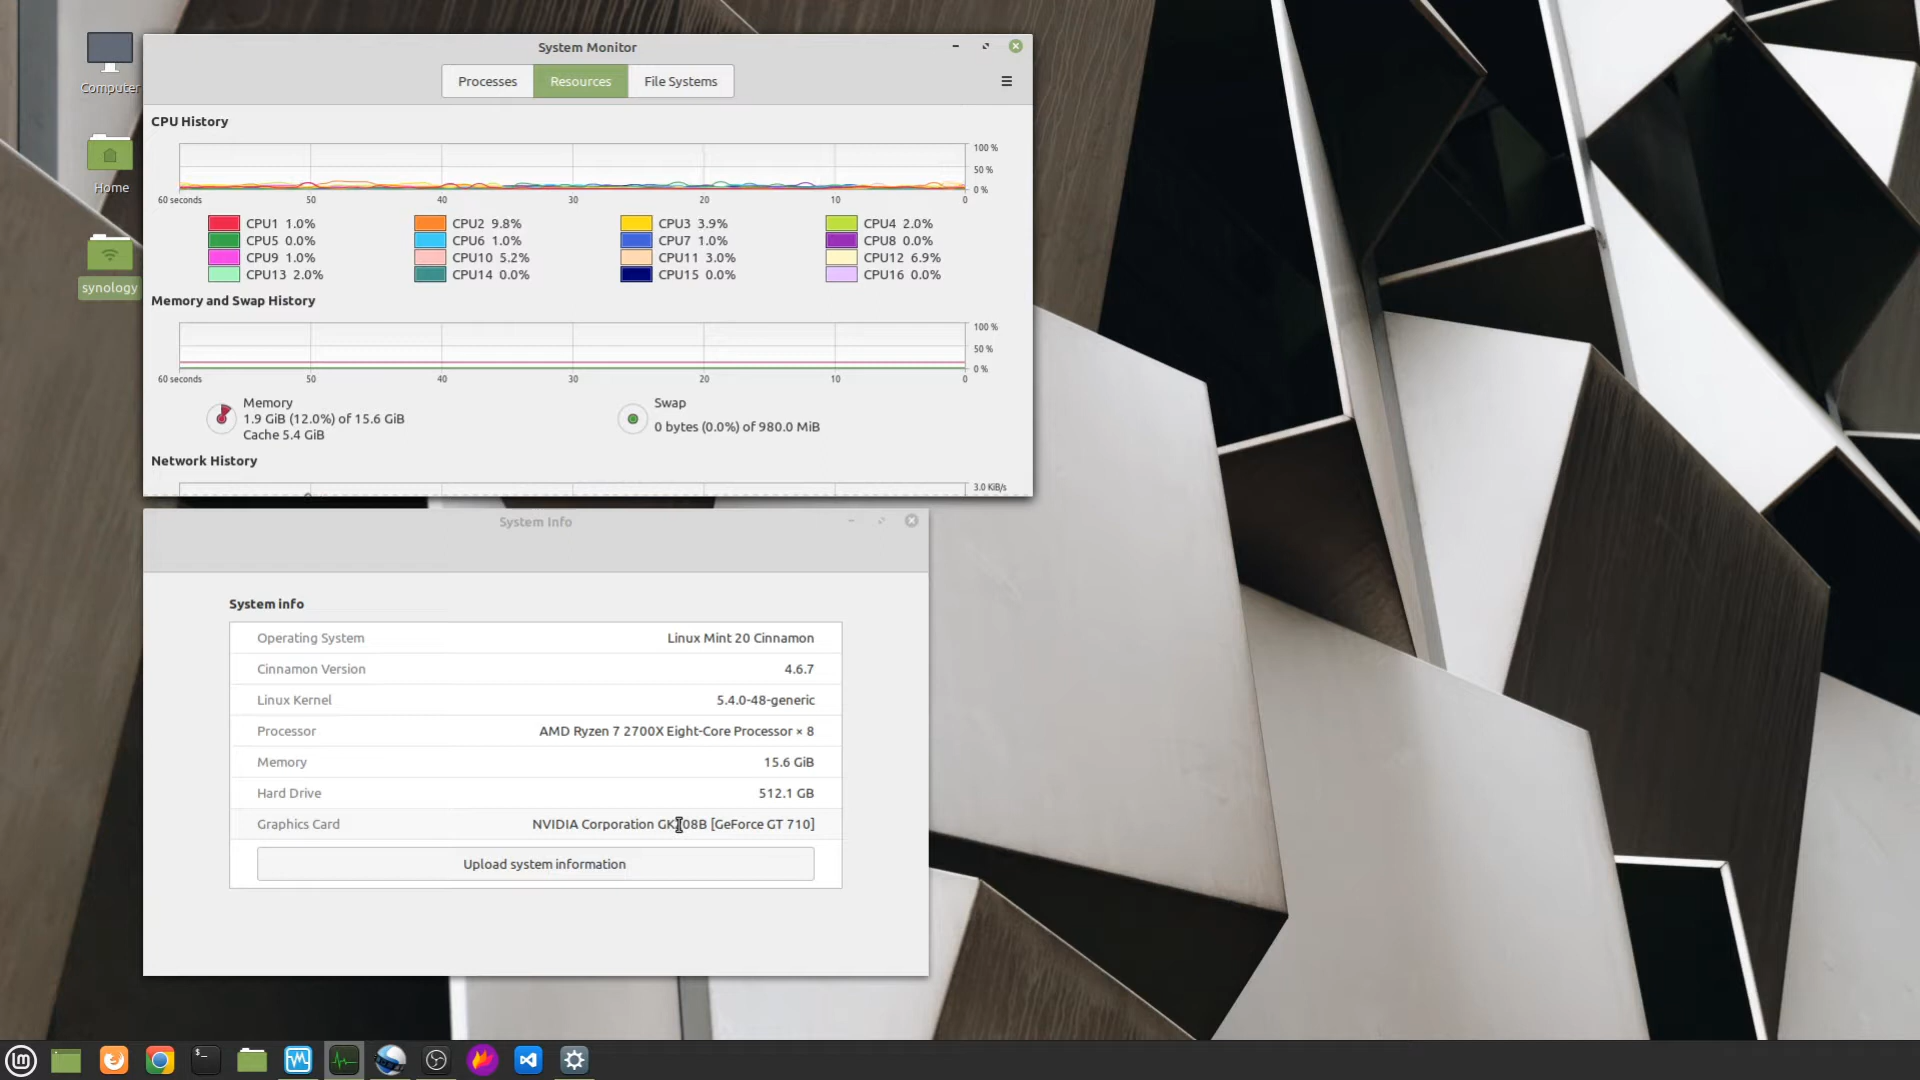 System Monitor
Processes Resources File Systems
Computer
CPU History
100 %
50 %
0 %
Home
60 seconds 50 40 30 20 10 0
CPU1 1.0% CPU2 9.8% CPU3 3.9% CPU4 2.0%
CPU5 0.0% CPU6 1.0% CPU7 1.0% CPU8 0.0%
CPU9 1.0% CPU10 5.2% CPU11 3.0% CPU12 6.9%
CPU13 2.0% CPU14 0.0% CPU15 0.0% CPU16 0.0%
synology
Memory and Swap History
100 %
50 %
0 %
60 seconds 50 40 30 20 10 0
Memory
1.9 GiB (12.0%) of 15.6 GiB
Cache 5.4 GiB
Swap
0 bytes (0.0%) of 980.0 MiB
Network History
3.0 KiB/s
System Info
System info
Operating System Linux Mint 20 Cinnamon
Cinnamon Version 4.6.7
Linux Kernel 5.4.0-48-generic
Processor AMD Ryzen 7 2700X Eight-Core Processor × 8
Memory 15.6 GiB
Hard Drive 512.1 GB
Graphics Card NVIDIA Corporation [GeForce GT 710]
Upload system information